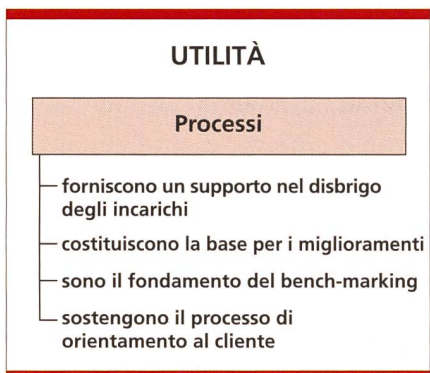 UTILITÀ
Processi
forniscono un supporto nel disbrigo
degli incarichi
costituiscono la base per i miglioramenti
sono il fondamento del bench-marking
sostengono il processo di
orientamento al cliente